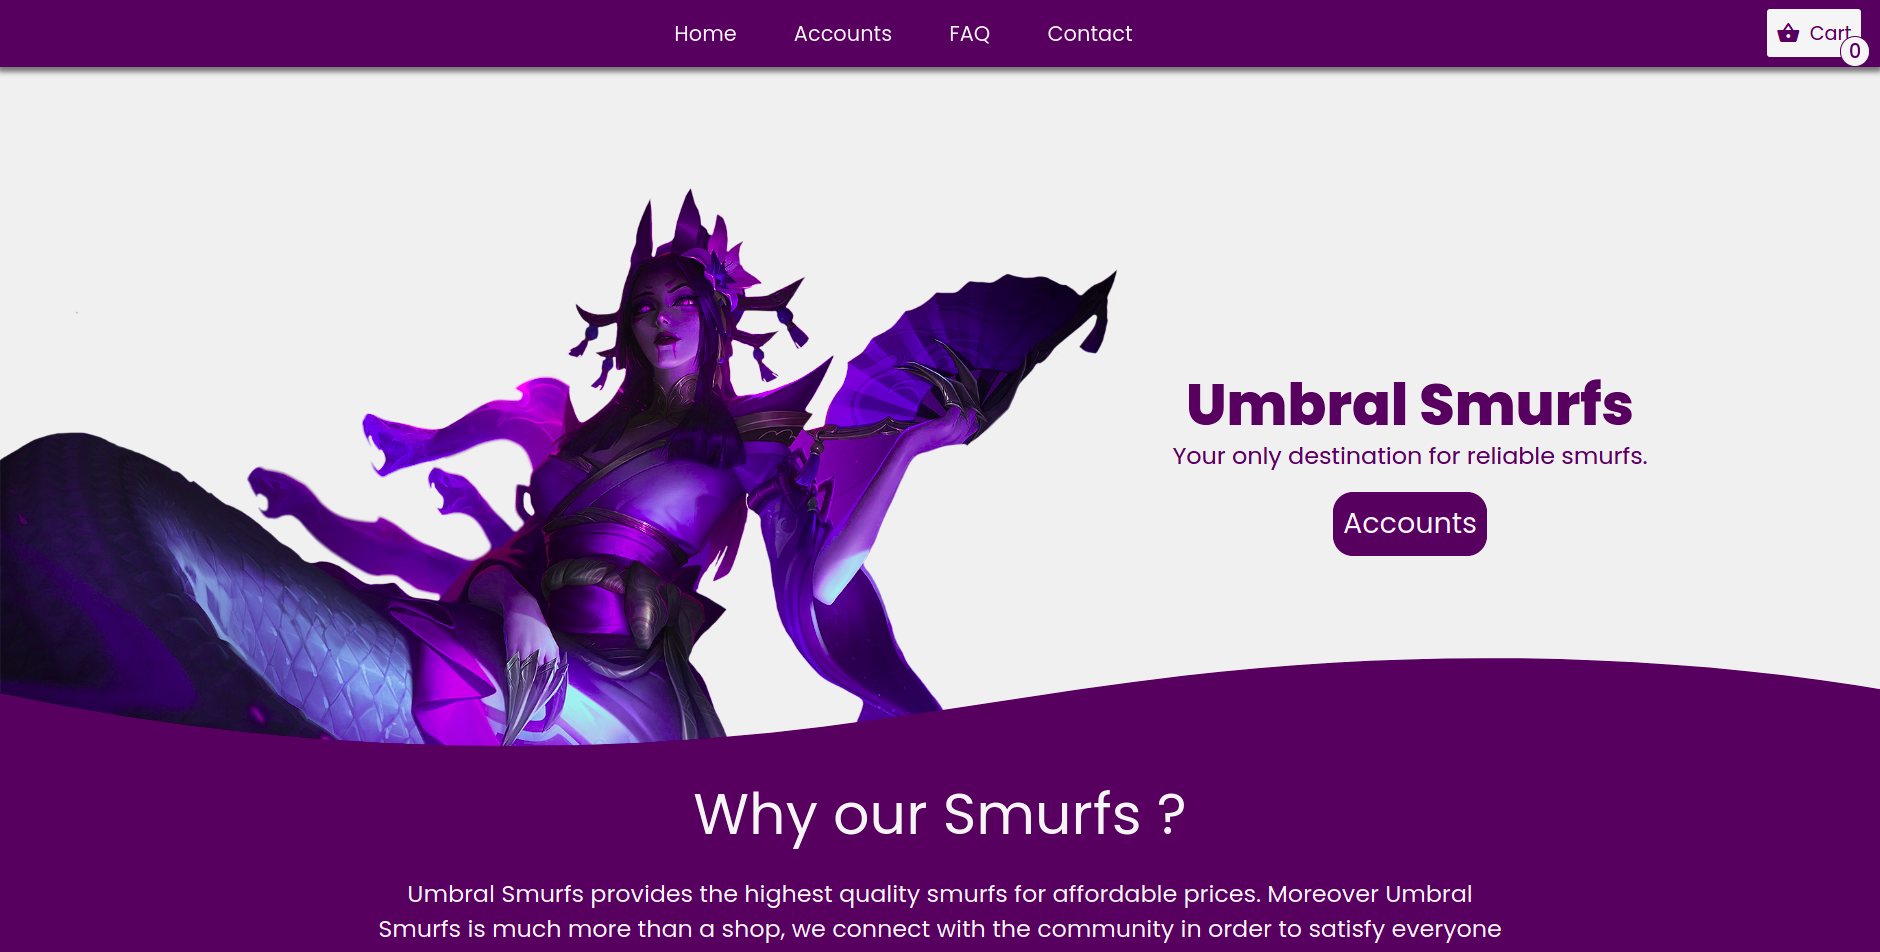 Home Accounts FAQ Contact Cart
0
Umbral Smurfs
Your only destination for reliable smurfs.
Accounts
Why our Smurfs ?
Umbral Smurfs provides the highest quality smurfs for affordable prices. Moreover Umbral
Smurfs is much more than a shop, we connect with the community in order to satisfy everyone